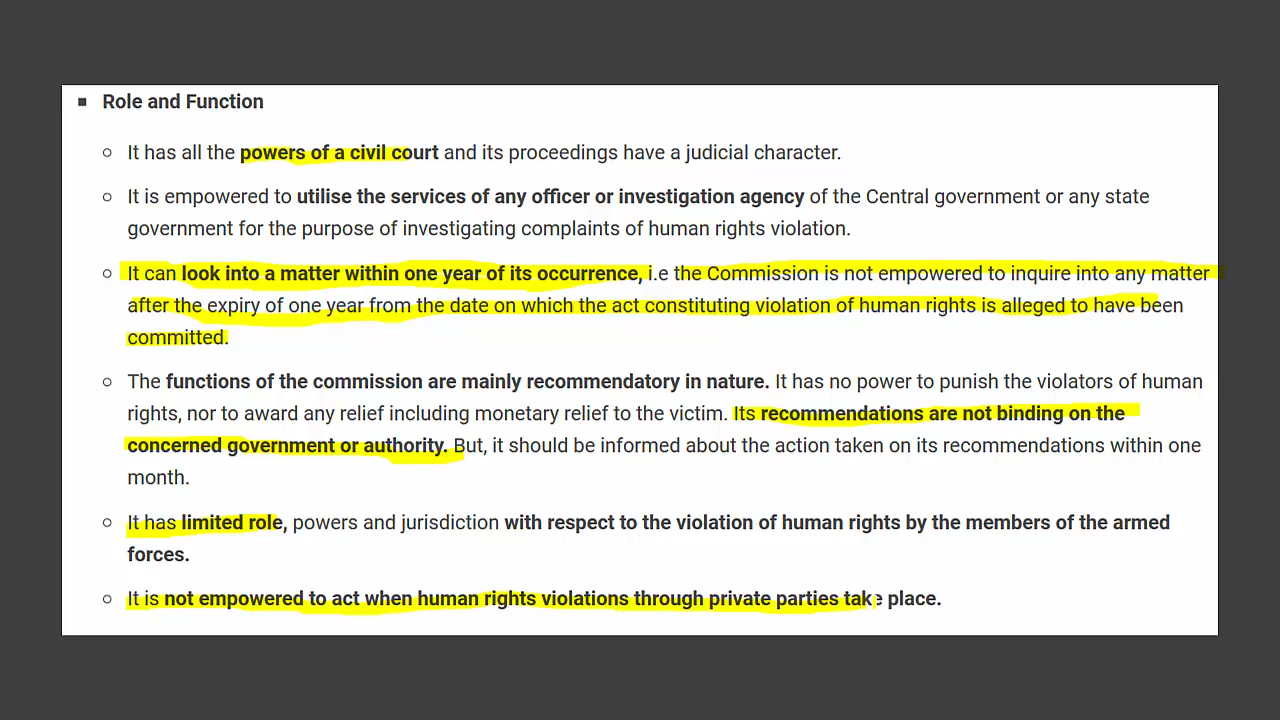 Role and Function
It has all the powers of a civil court and its proceedings have a judicial character.
It is empowered to utilise the services of any officer or investigation agency of the Central government or any state
government for the purpose of investigating complaints of human rights violation.
It can look into a matter within one year of its occurrence, i.e the Commission is not empowered to inquire into any matter
after the expiry of one year from the date on which the act constituting violation of human rights is alleged to have been
committed.
The functions of the commission are mainly recommendatory in nature. It has no power to punish the violators of human
rights, nor to award any relief including monetary relief to the victim. Its recommendations are not binding on the
concerned government or authority. But, it should be informed about the action taken on its recommendations within one
month.
It has limited role, powers and jurisdiction with respect to the violation of human rights by the members of the armed
forces.
It is not empowered to act when human rights violations through private parties take place.